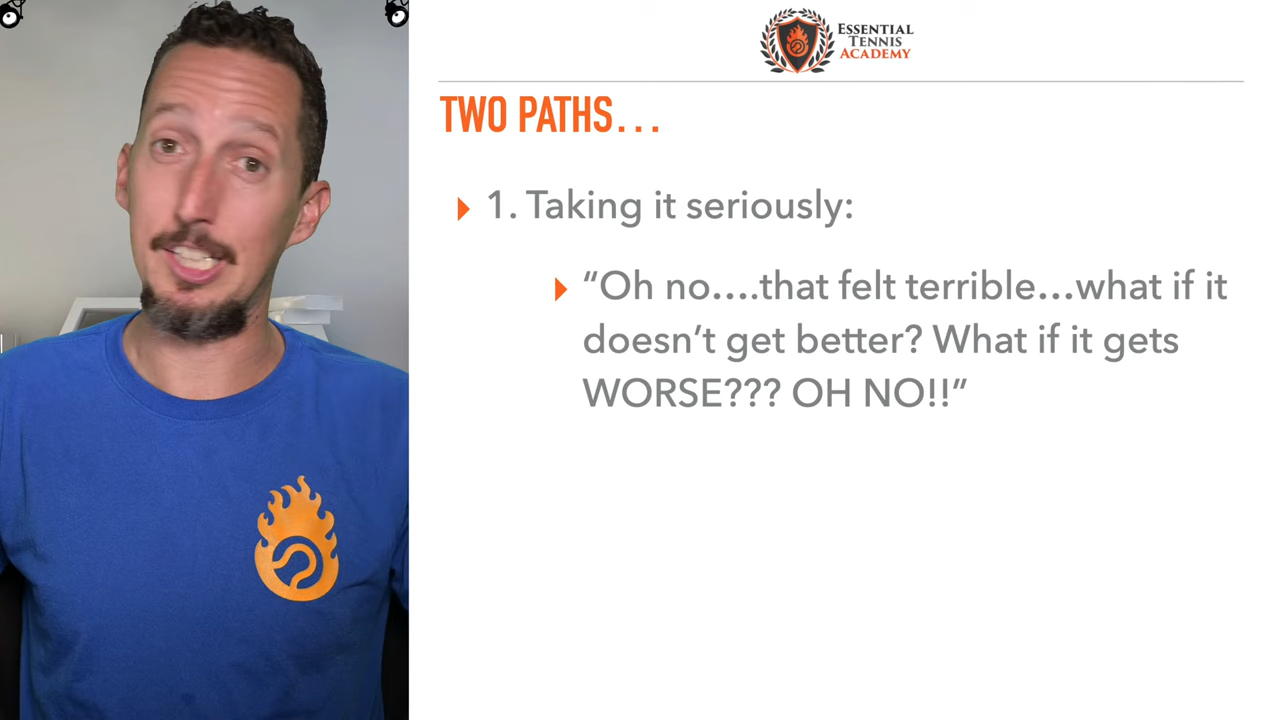 ESSENTIAL
TENNIS
ACADEMY
TWO PATHS...
1. Taking it seriously:
“Oh no....that felt terrible...what if it
doesn’t get better? What if it gets
WORSE??? OH NO!!”